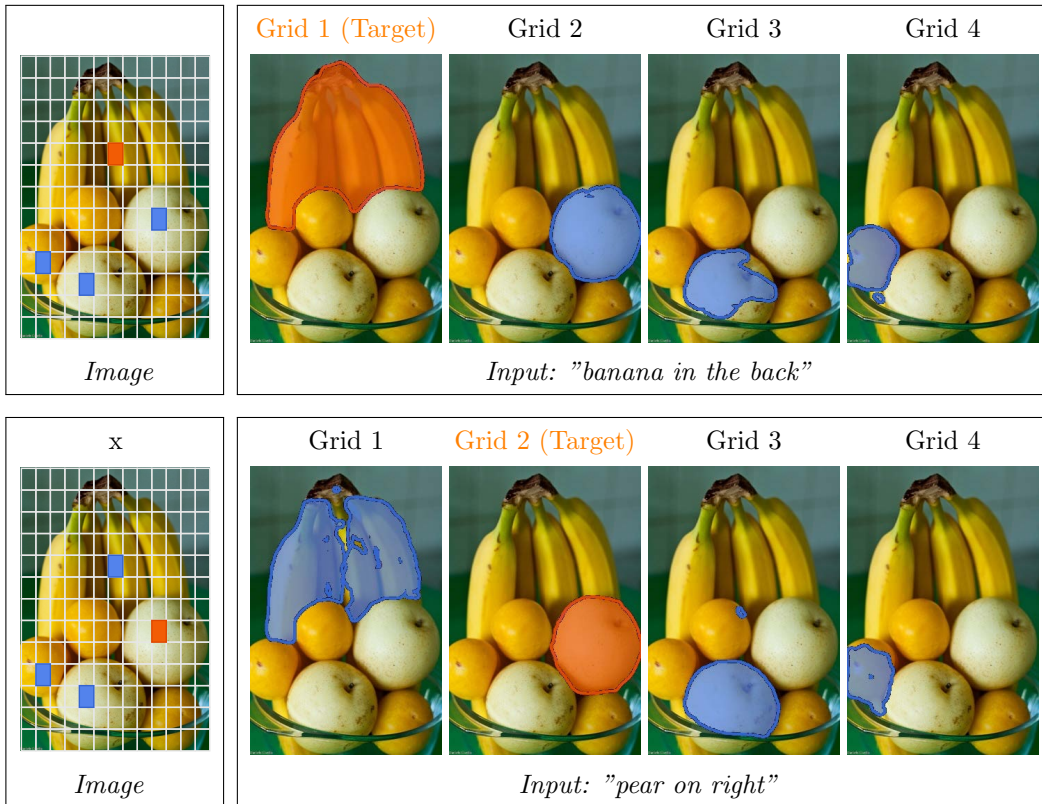 Grid 1 (Target) Grid 2 Grid 3 Grid 4
Image
Input: ”banana in the back”
x
Grid 1 Grid 2 (Target) Grid 3 Grid 4
Image
Input: ”pear on right”